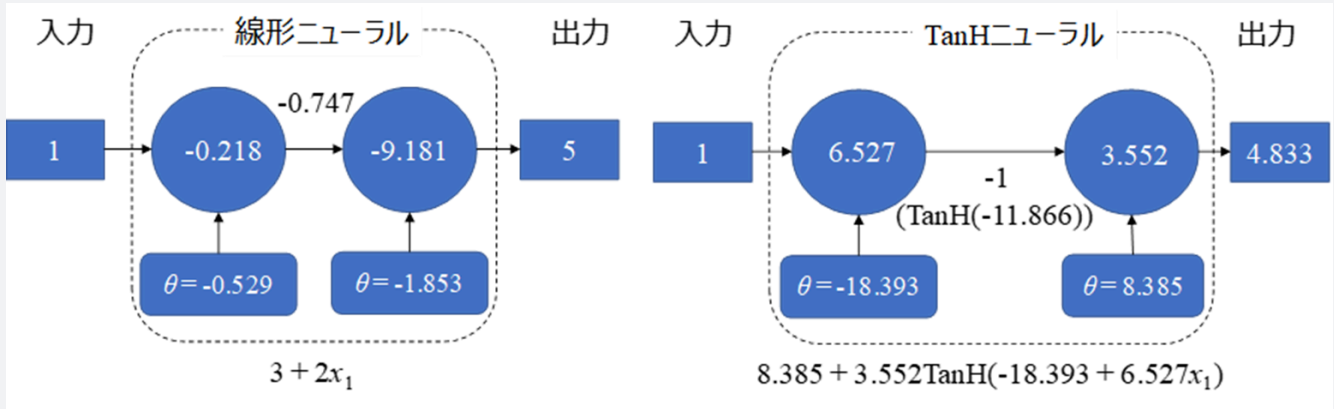 入力
線形ニューラル
出力
1
-0.218
-0.747
-9.181
5
θ=-0.529
θ=-1.853
3+2x₁
入力
TanHニューラル
出力
1
6.527
-1
(TanH(-11.866))
3.552
4.833
θ=-18.393
θ=8.385
8.385+3.552TanH(-18.393+6.527x₁)